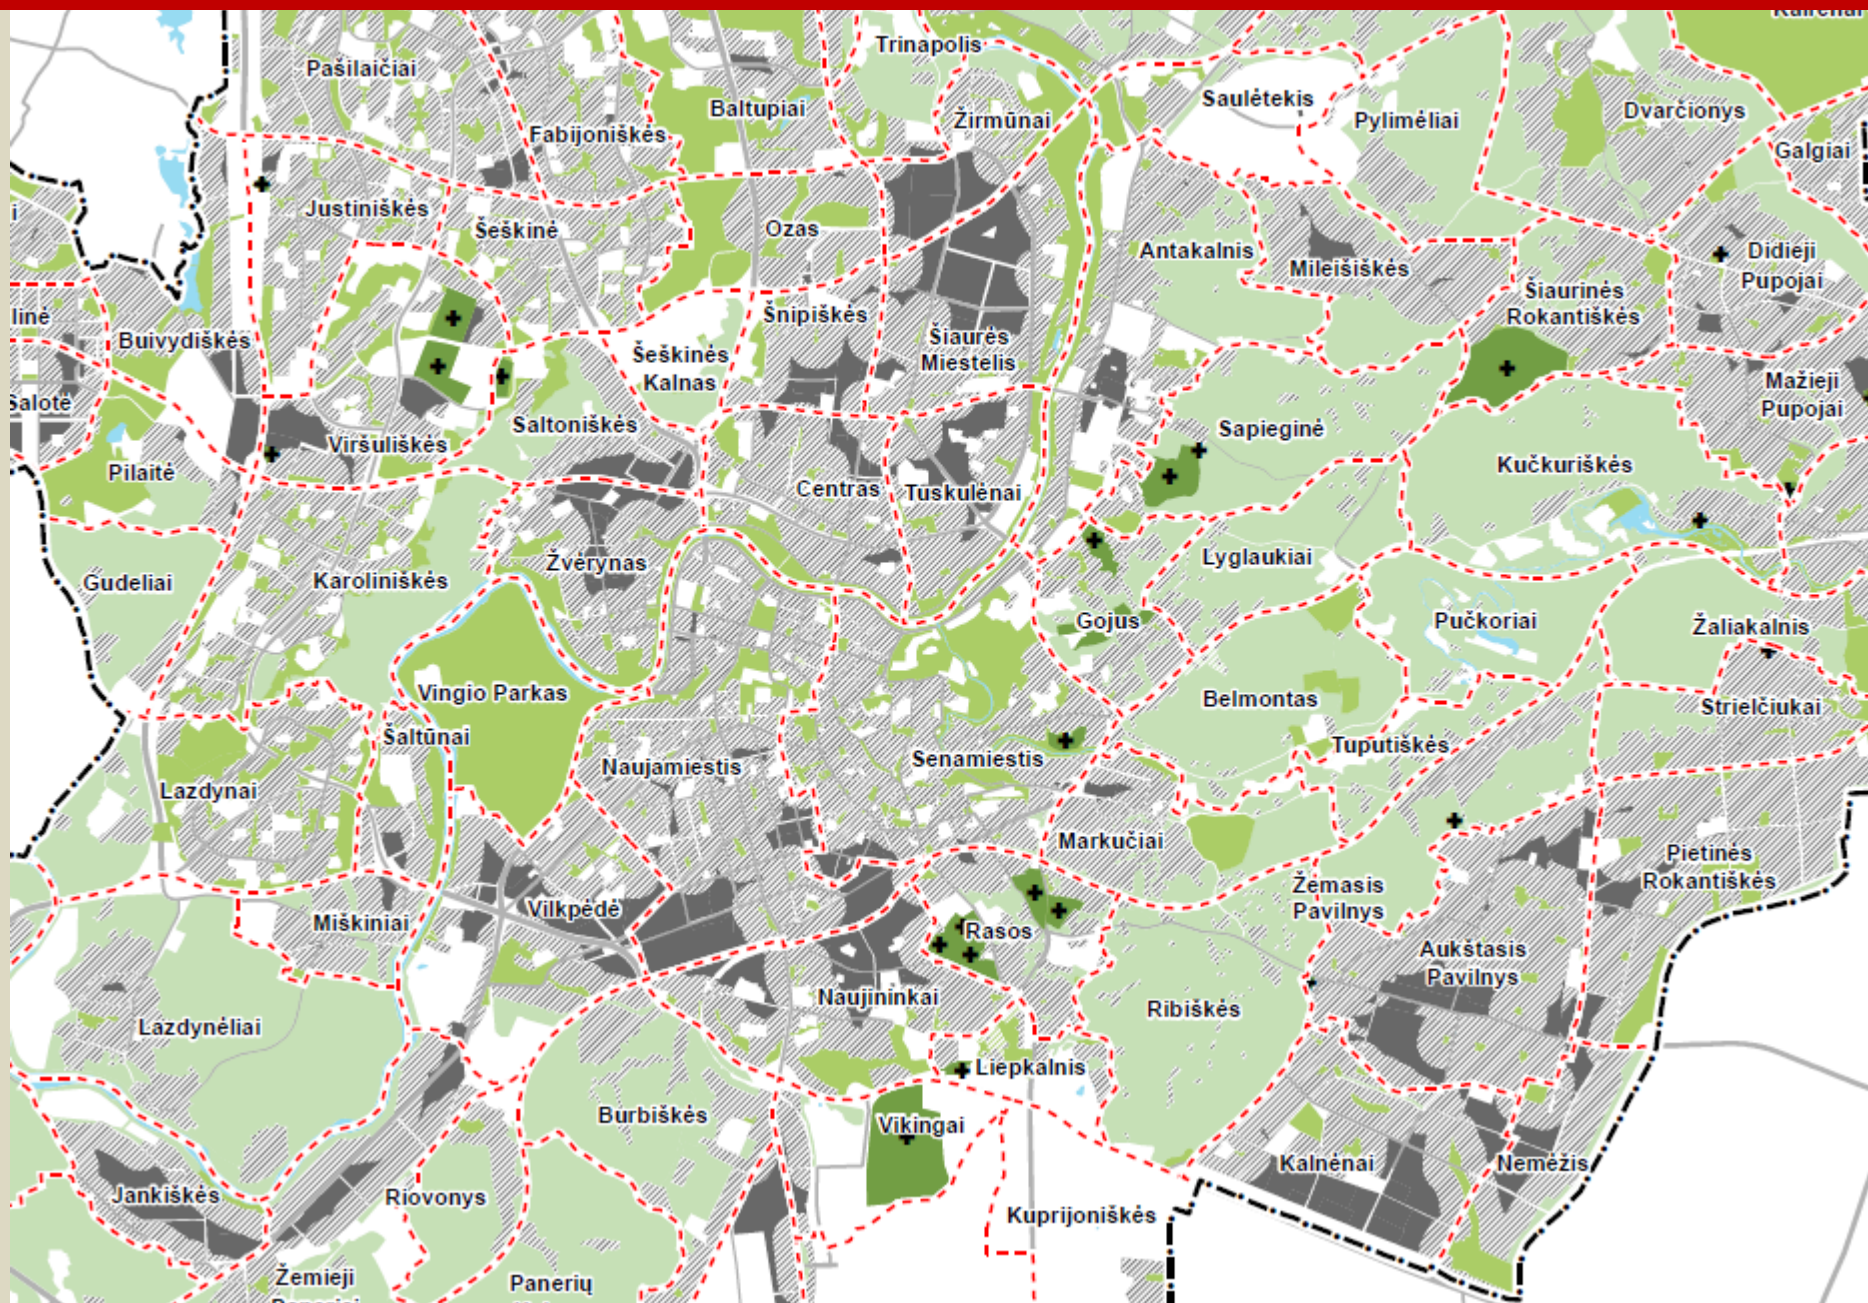 Trinapolis
Pašilaičiai
Saulėtekis
Baltupiai
Dvarčionys
Žirmūnai
Pylimėliai
Fabijoniškės
Galgiai
Justiniškės
Šeškinė
Ozas
Antakalnis
Mileišiškės
Didieji
Pupojai
Šiaurinės
Rokantiškės
Buivydiškės
Šnipiškės
Šiaurės
Miestelis
Šeškinės
Kalnas
Mažieji
Pupojai
Salotė
Saltoniškės
Sapieginė
Viršuliškės
Pilaitė
Kučkuriškės
Centras
Tuskulėnai
Lyglaukiai
Žvėrynas
Gudeliai
Karoliniškės
Gojus
Pučkoriai
Žaliakalnis
Vingio Parkas
Belmontas
Strielčiukai
Šaltūnai
Tuputiškės
Senamiestis
Naujamiestis
Lazdynai
Markučiai
Pietinės
Rokantiškės
Žemasis
Pavilnys
Vilkpėdė
Miškiniai
Rasos
Aukštasis
Pavilnys
Naujininkai
Ribiškės
Lazdynėliai
Liepkalnis
Burbiškės
Vikingai
Kalnėnai
Nemėžis
Jankiškės
Riovonys
Kuprijoniškės
Žemieji
Panerių